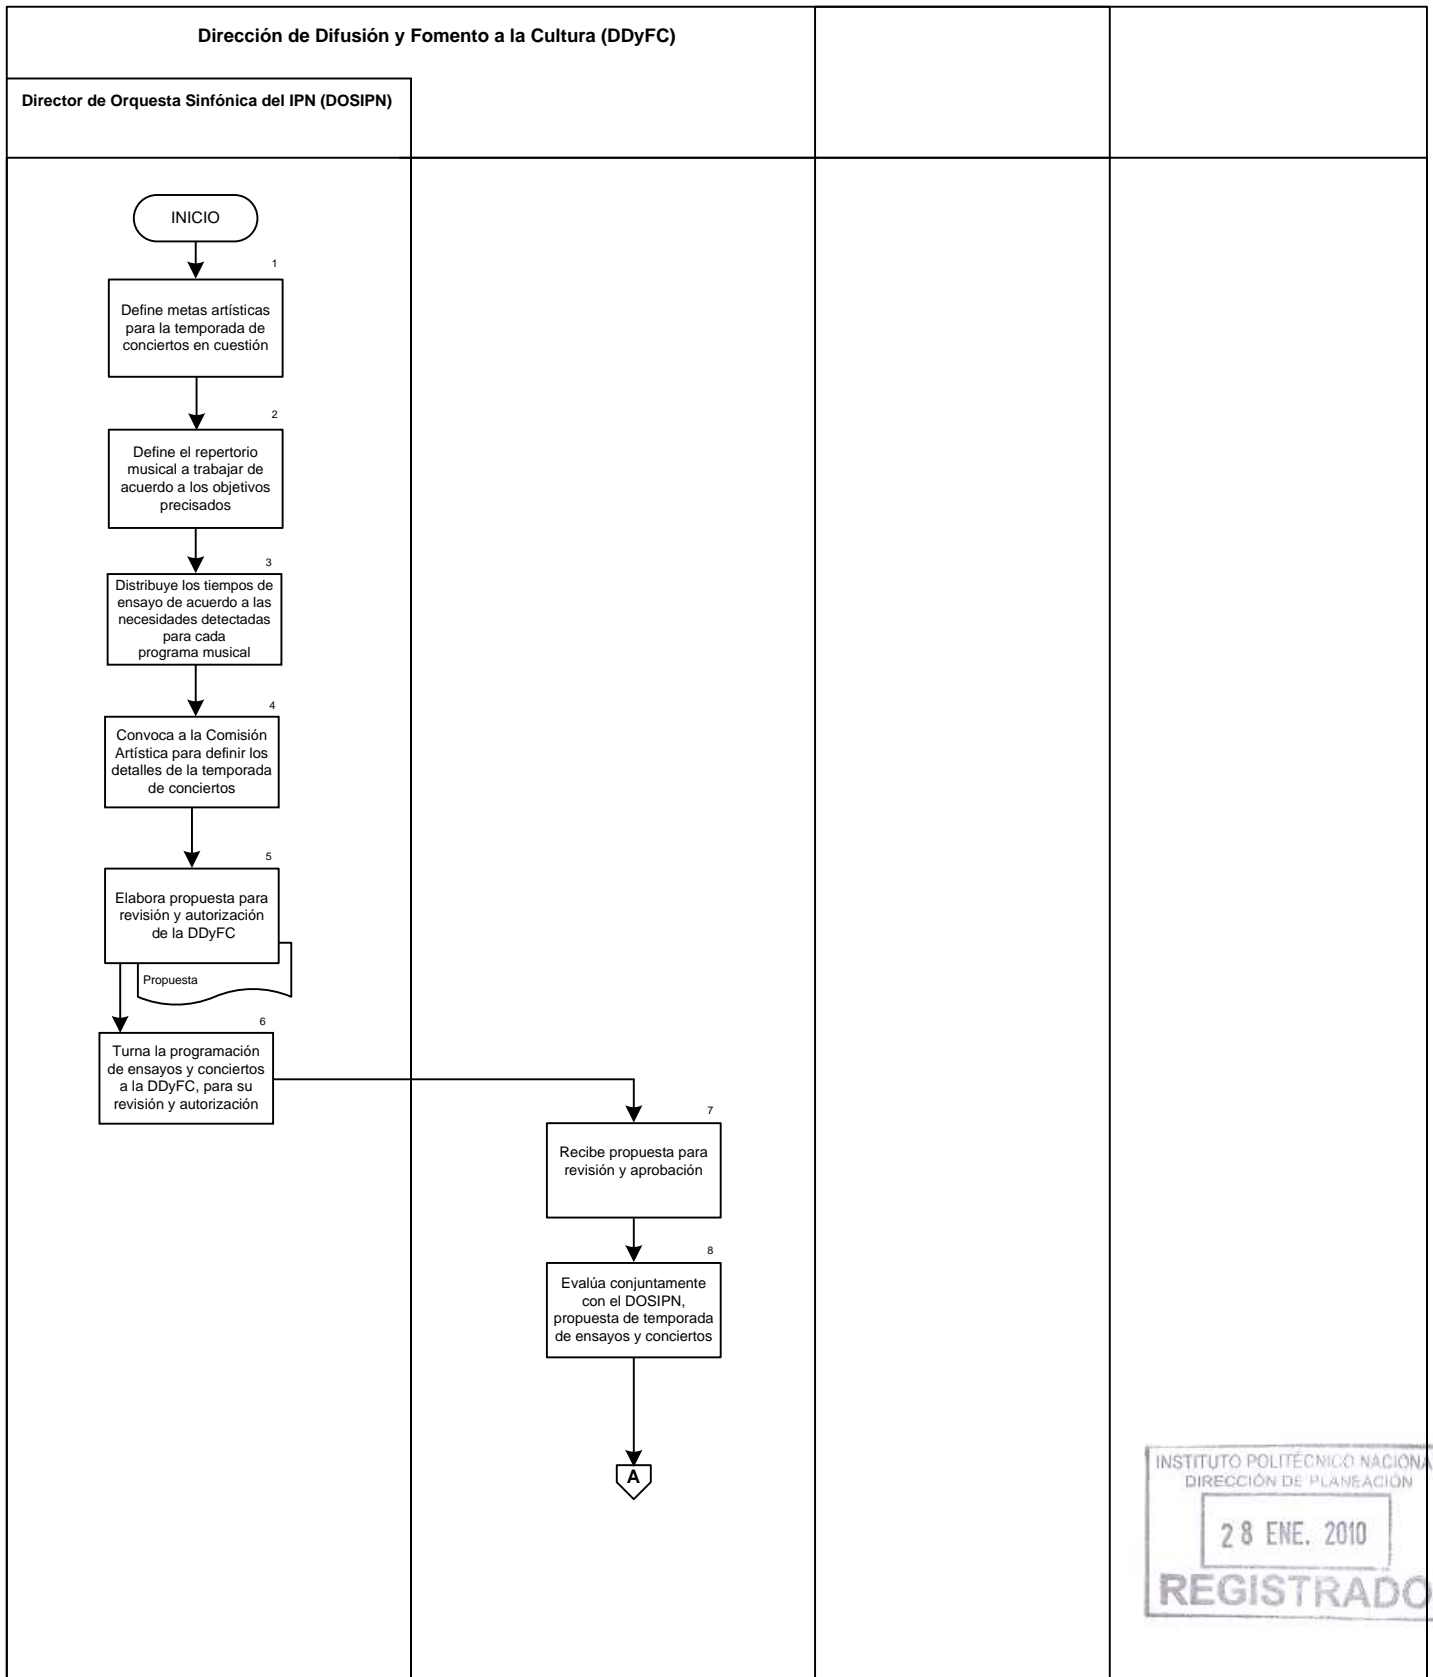 Dirección de Difusión y Fomento a la Cultura (DDyFC)
Director de Orquesta Sinfónica del IPN (DOSIPN)
INICIO
1
Define metas artísticas
para la temporada de
conciertos en cuestión
2
Define el repertorio
musical a trabajar de
acuerdo a los objetivos
precisados
3
Distribuye los tiempos de
ensayo de acuerdo a las
necesidades detectadas
para cada
programa musical
4
Convoca a la Comisión
Artística para definir los
detalles de la temporada
de conciertos
5
Elabora propuesta para
revisión y autorización
de la DDyFC
Propuesta
6
Turna la programación
de ensayos y conciertos
a la DDyFC, para su
revisión y autorización
7
Recibe propuesta para
revisión y aprobación
8
Evalúa conjuntamente
con el DOSIPN,
propuesta de temporada
de ensayos y conciertos
A
INSTITUTO POLITÉCNICO NACIONA
DIRECCIÓN DE PLANEACIÓN
28 ENE. 2010
REGISTRADO